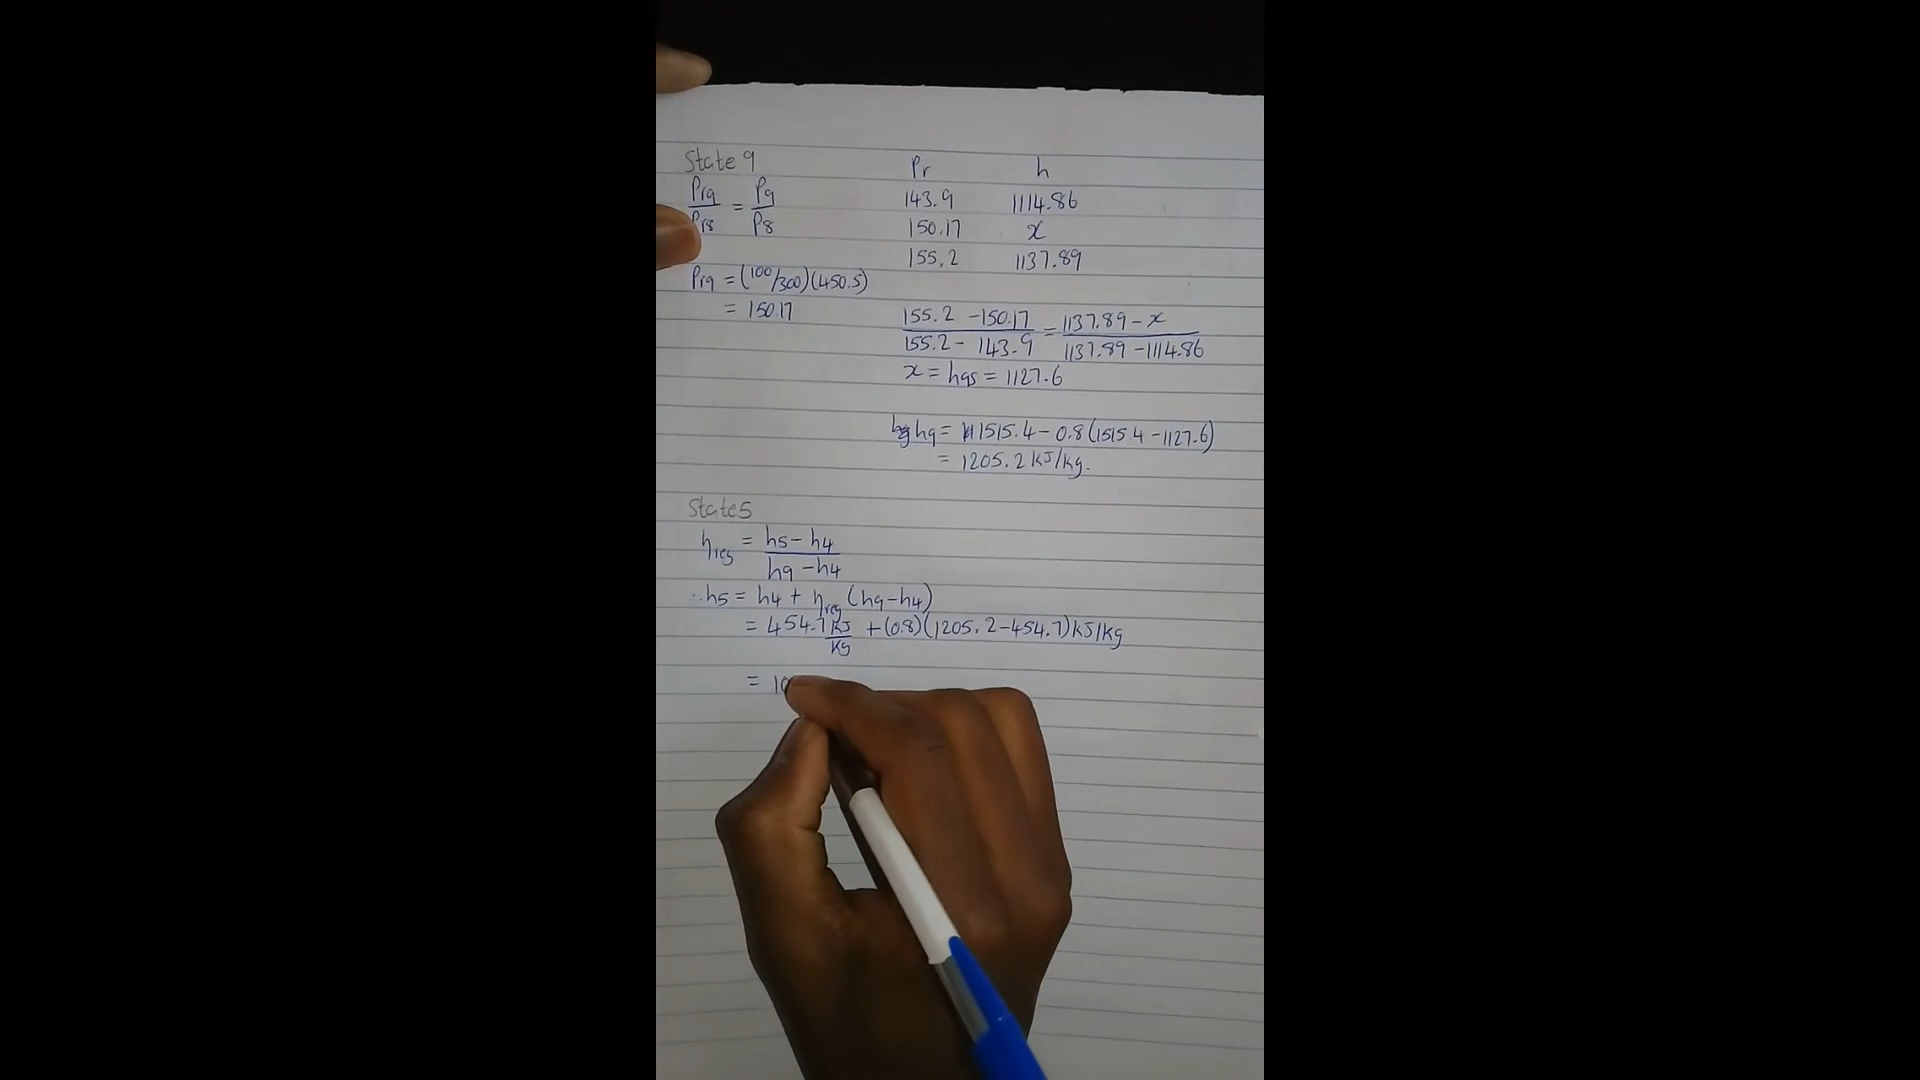 State 9
Pr9/Pr8 = P9/P8
Pr9 = (100/300)(450.5)
= 150.17
Pr h
143.9 1114.86
150.17 x
155.2 1137.89
155.2 - 150.17 / 155.2 - 143.9 = 1137.89 - x / 1137.89 - 1114.86
x = h9s = 1127.6
h9 = 1515.4 - 0.8(1515.4 - 1127.6)
= 1205.2 kJ/kg.
State 5
ηreg = h5 - h4 / h9 - h4
∴ h5 = h4 + ηreg (h9 - h4)
= 454.7 kJ/kg + (0.8)(1205.2 - 454.7) kJ/kg
= 10